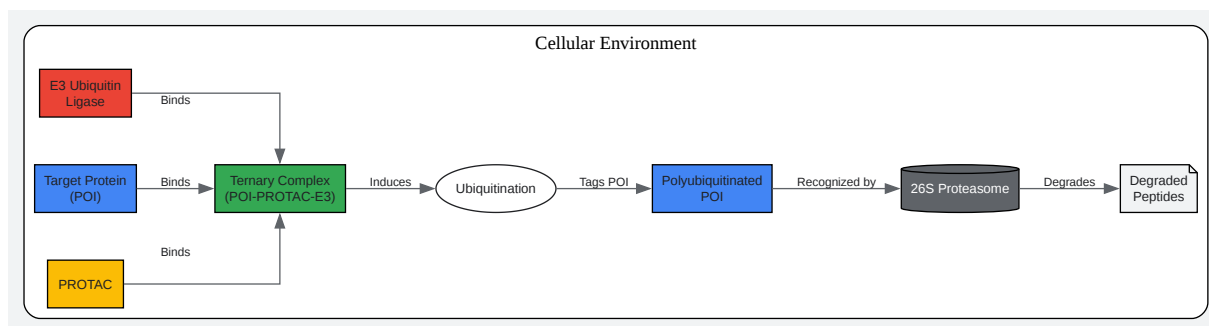 Cellular Environment
E3 Ubiquitin
Ligase
Binds
Target Protein
(POI)
Binds
Ternary Complex
(POI-PROTAC-E3)
Induces
Ubiquitination
Tags POI
Polyubiquitinated
POI
Recognized by
26S Proteasome
Degrades
Degraded
Peptides
Binds
PROTAC